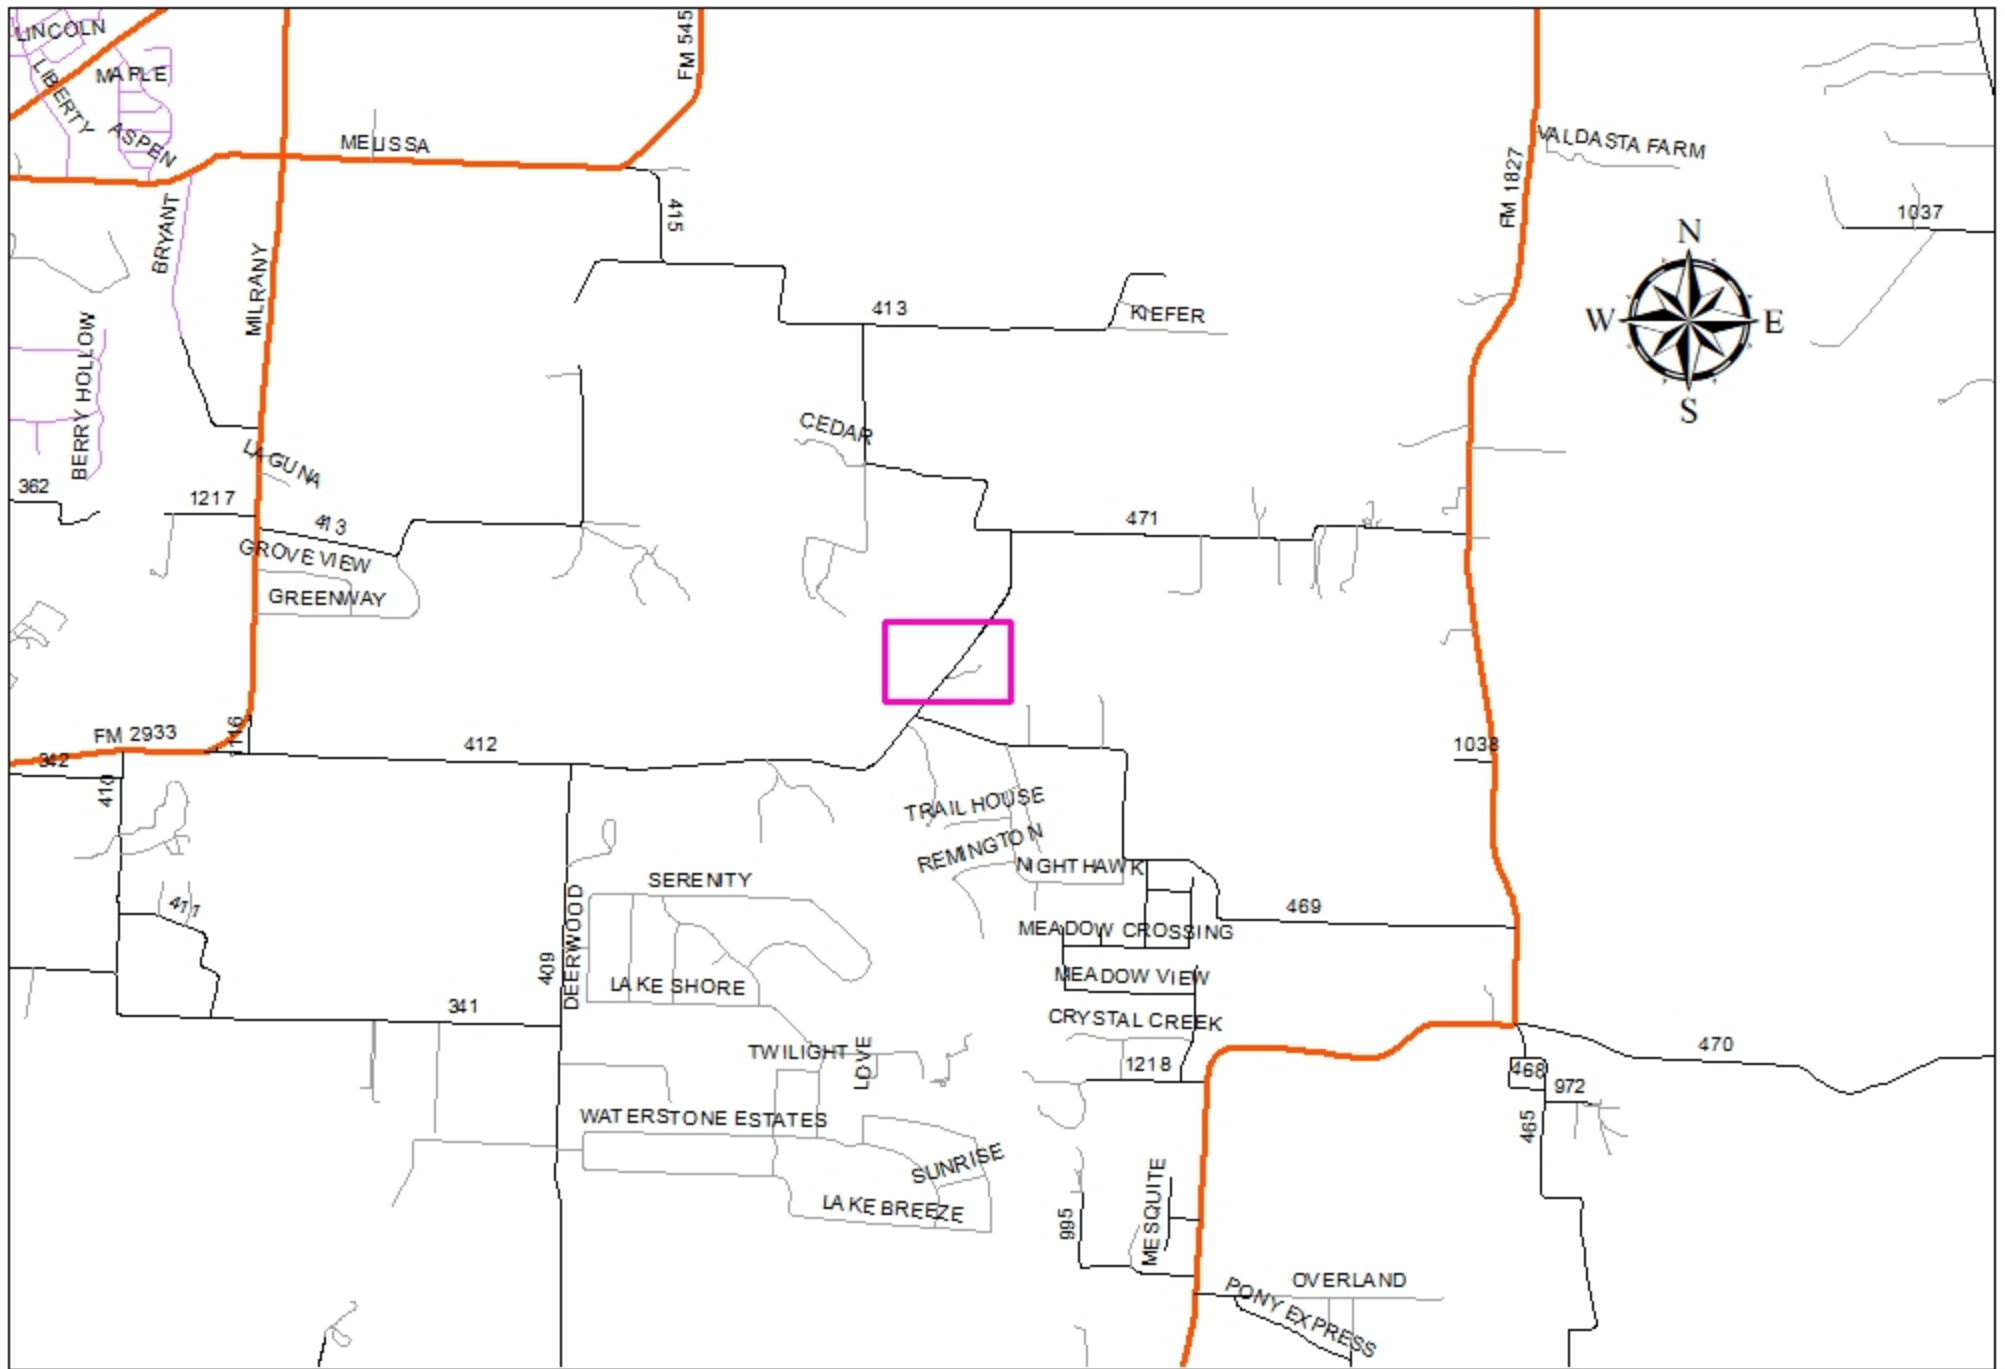 LINCOLN
FM 545
LIBERTY
MAPLE
ASPEN
MELISSA
VALDASTA FARM
FM 1827
BRYANT
415
1037
N
W
E
S
MILRANY
413
KIEFER
BERRY HOLLOW
CEDAR
LAGUNA
362
1217
413
471
GROVE VIEW
GREENWAY
FM 2933
1146
412
342
410
1038
TRAIL HOUSE
REMINGTON
NIGHTHAWK
SERENITY
411
DEERWOOD
469
MEADOW CROSSING
409
MEADOW VIEW
LAKE SHORE
341
CRYSTAL CREEK
TWILIGHT
LOVE
470
1218
468
972
WATERSTONE ESTATES
465
SUNRISE
MESQUITE
LAKE BREEZE
995
OVERLAND
PONY EXPRESS